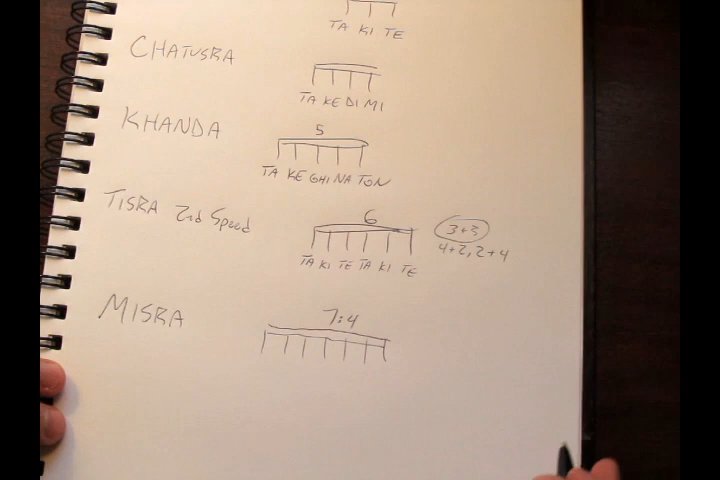 TA KI TE
CHATUSRA
TA KE DI MI
KHANDA
5
TA KE GHI NA TON
TISRA 2nd Speed
6
3+3
4+2, 2+4
TA KI TE TA KI TE
MISRA
7:4